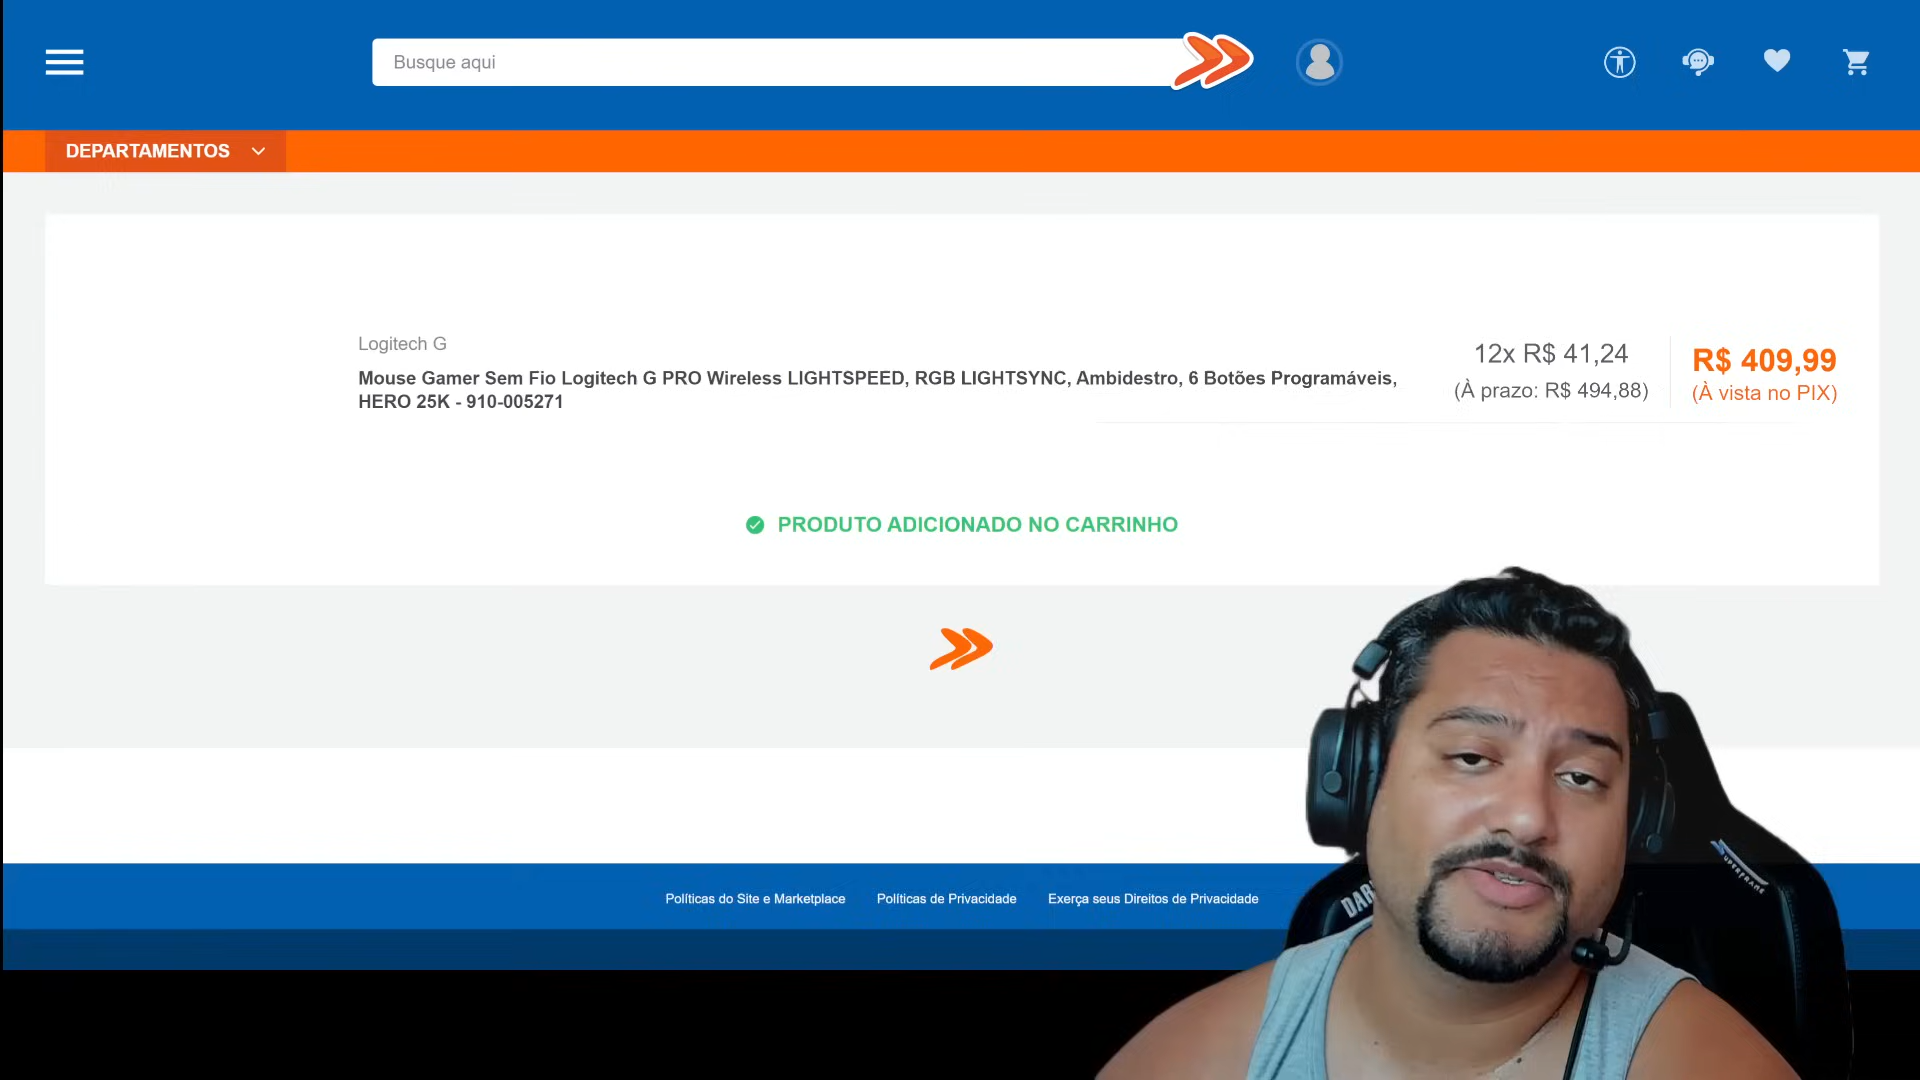 Busque aqui
DEPARTAMENTOS
Logitech G
Mouse Gamer Sem Fio Logitech G PRO Wireless LIGHTSPEED, RGB LIGHTSYNC, Ambidestro, 6 Botões Programáveis,
HERO 25K - 910-005271
12x R$ 41,24
(À prazo: R$ 494,88)
R$ 409,99
(À vista no PIX)
PRODUTO ADICIONADO NO CARRINHO
Políticas do Site e Marketplace
Políticas de Privacidade
Exerça seus Direitos de Privacidade
SUPERFRAME